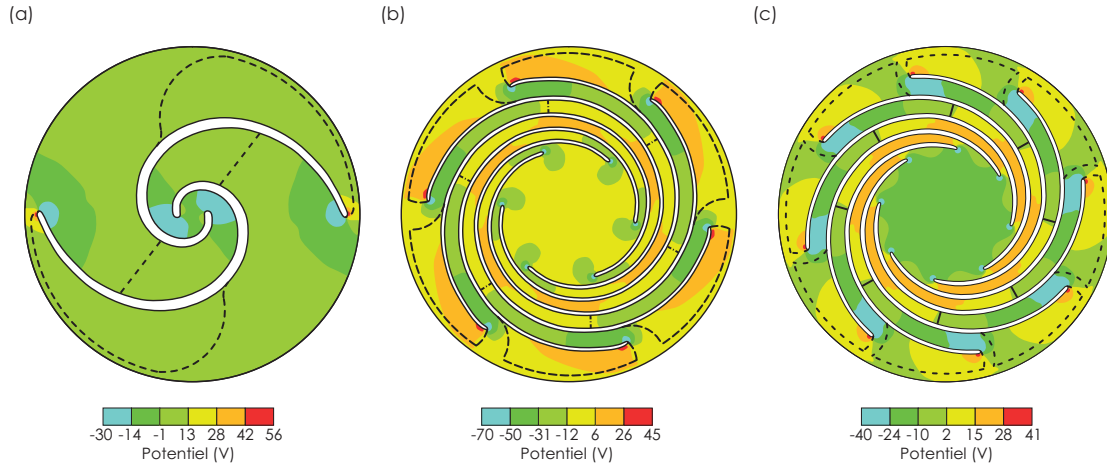 (a) (b) (c)
-30 -14 -1 13 28 42 56
Potentiel (V)
-70 -50 -31 -12 6 26 45
Potentiel (V)
-40 -24 -10 2 15 28 41
Potentiel (V)